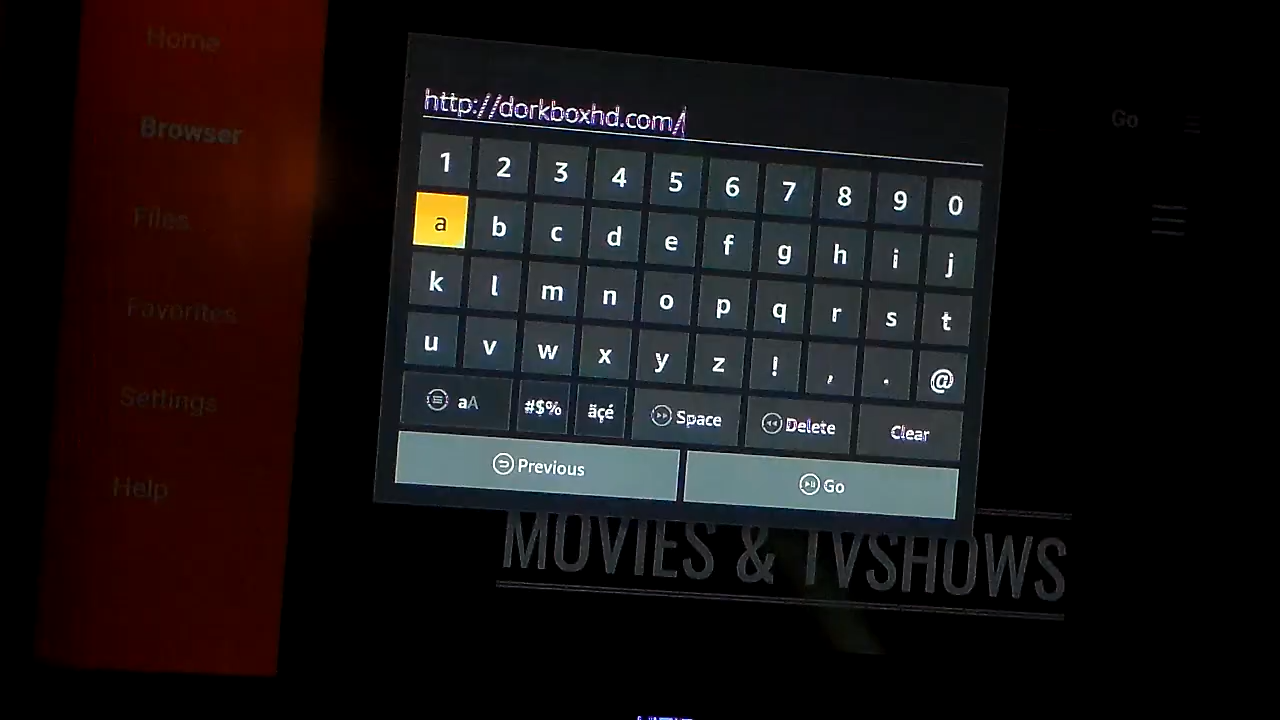 Home
Browser
Files
Favorites
Settings
Help
Go
http://dorkboxhd.com/
1 2 3 4 5 6 7 8 9 0
a b c d e f g h i j
k l m n o p q r s t
u v w x y z ! , . @
aA #$% äçé Space Delete Clear
Previous Go
MOVIES & TVSHOWS